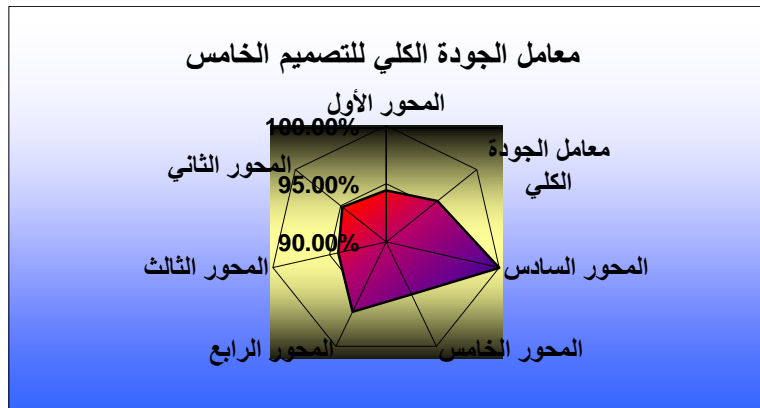 معامل الجودة الكلي للتصميم الخامس
المحور الأول
100.00%
معامل الجودة
الكلي
المحور الثاني
95.00%
90.00%
المحور الثالث
المحور السادس
المحور الرابع
المحور الخامس